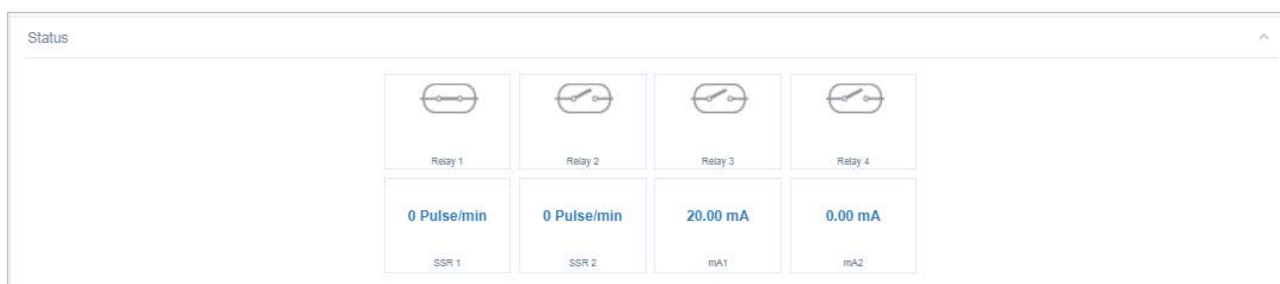 Status
Relay 1
Relay 2
Relay 3
Relay 4
0 Pulse/min
SSR 1
0 Pulse/min
SSR 2
20.00 mA
mA1
0.00 mA
mA2